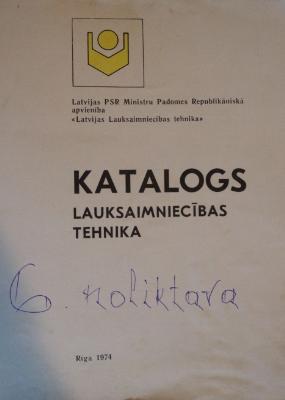 Latvijas PSR Ministru Padomes Republikāniskā
apvienība
«Latvijas Lauksaimniecības tehnika»
KATALOGS
LAUKSAIMNIECĪBAS
TEHNIKA
6. noliktava
Rīga 1974